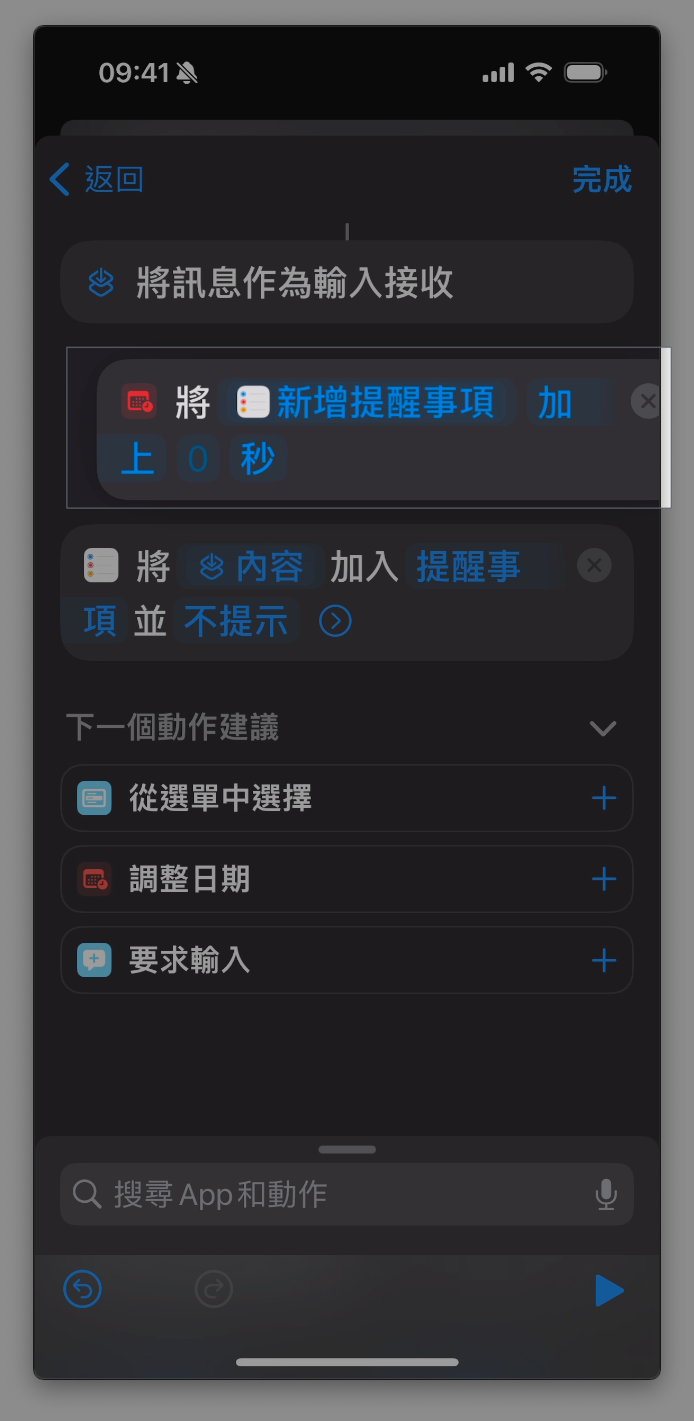 09:41
返回
完成
將訊息作為輸入接收
將 新增提醒事項 加
上 0 秒
將 內容 加入 提醒事
項 並 不提示
下一個動作建議
從選單中選擇
調整日期
要求輸入
搜尋 App 和動作